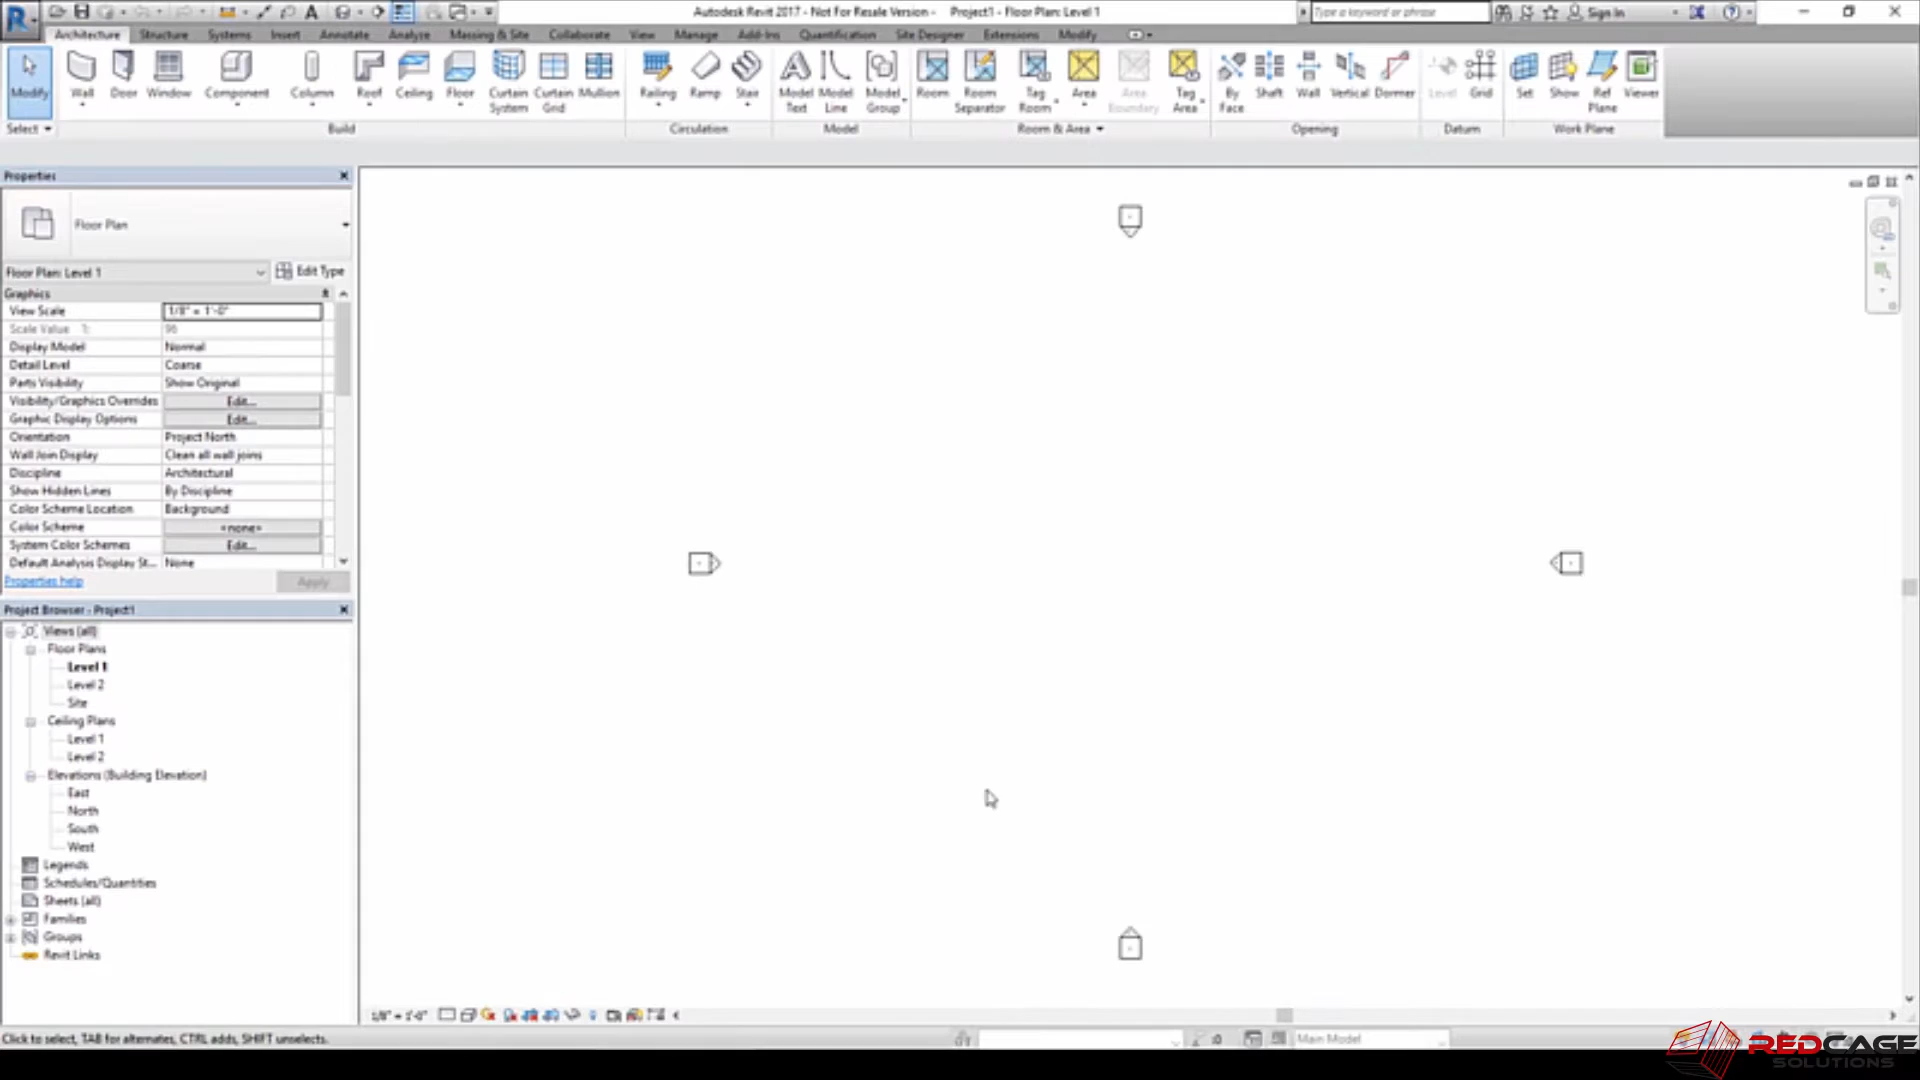 Autodesk Revit 2017 - Not For Resale Version - Project1 - Floor Plan: Level 1
Type a keyword or phrase
Sign In
Architecture Structure Systems Insert Annotate Analyze Massing & Site Collaborate View Manage Add-Ins Quantification Site Designer Extensions Modify
Modify Wall Door Window Component Column Roof Ceiling Floor Curtain System Curtain Grid Mullion Railing Ramp Stair Model Text Model Line Model Group Room Room Separator Tag Room Area Area Boundary Tag Area By Face Shaft Wall Vertical Dormer Level Grid Set Show Ref Plane Viewer
Select Build Circulation Model Room & Area Opening Datum Work Plane
Properties
Floor Plan
Floor Plan: Level 1
Edit Type
Graphics
View Scale 1/8" = 1'-0"
Scale Value 1: 96
Display Model Normal
Detail Level Coarse
Parts Visibility Show Original
Visibility/Graphics Overrides Edit...
Graphic Display Options Edit...
Orientation Project North
Wall Join Display Clean all wall joins
Discipline Architectural
Show Hidden Lines By Discipline
Color Scheme Location Background
Color Scheme <none>
System Color Schemes Edit...
Default Analysis Display St... None
Properties help Apply
Project Browser - Project1
Views (all)
Floor Plans
Level 1
Level 2
Site
Ceiling Plans
Level 1
Level 2
Elevations (Building Elevation)
East
North
South
West
Legends
Schedules/Quantities
Sheets (all)
Families
Groups
Revit Links
1/8" = 1'-0"
Click to select, TAB for alternates, CTRL adds, SHIFT unselects.
:0
Main Model
REDCAGE
SOLUTIONS